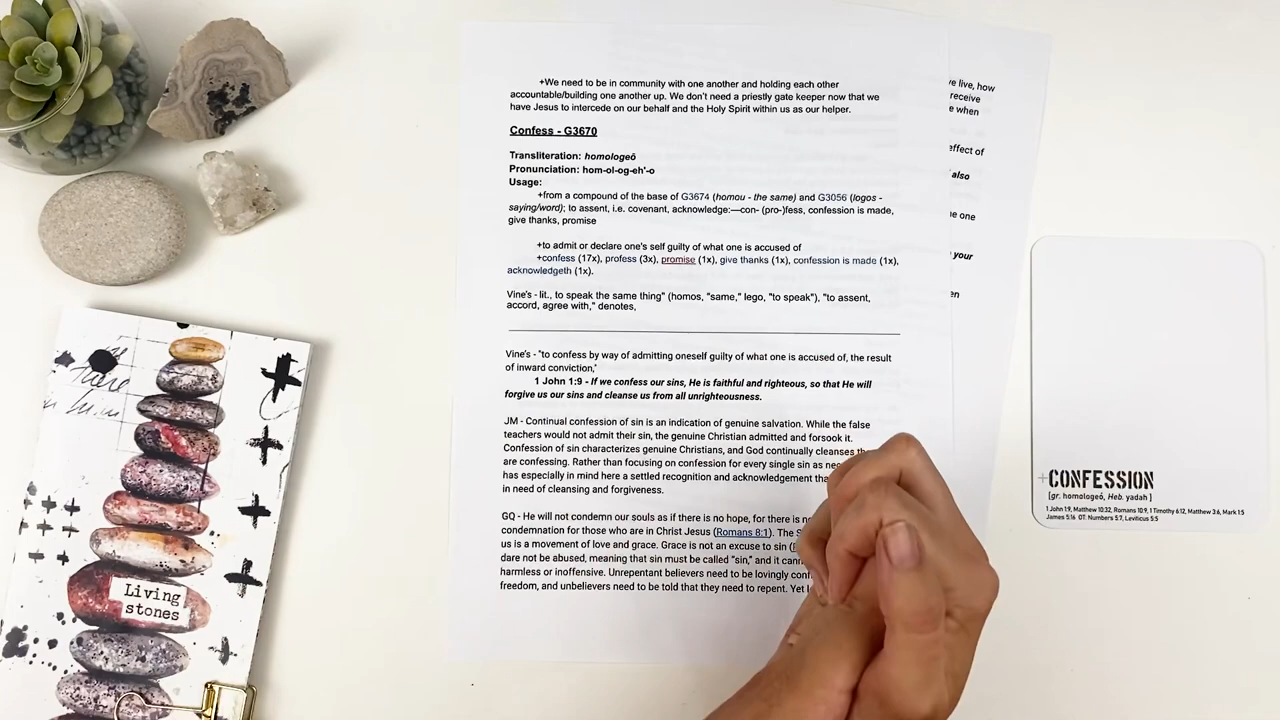 +We need to be in community with one another and holding each other
accountable/building one another up. We don't need a priestly gate keeper now that we
have Jesus to intercede on our behalf and the Holy Spirit within us as our helper.
Confess - G3670
Transliteration: homologeō
Pronunciation: hom-ol-og-eh'-o
Usage:
+from a compound of the base of G3674 (homou - the same) and G3056 (logos -
saying/word); to assent, i.e. covenant, acknowledge:—con- (pro-)fess, confession is made,
give thanks, promise
+to admit or declare one's self guilty of what one is accused of
+confess (17x), profess (3x), promise (1x), give thanks (1x), confession is made (1x),
acknowledgeth (1x).
Vine's - lit., to speak the same thing" (homos, "same," lego, "to speak"), "to assent,
accord, agree with," denotes,
Vine's - "to confess by way of admitting oneself guilty of what one is accused of, the result
of inward conviction,"
1 John 1:9 - If we confess our sins, He is faithful and righteous, so that He will
forgive us our sins and cleanse us from all unrighteousness.
JM - Continual confession of sin is an indication of genuine salvation. While the false
teachers would not admit their sin, the genuine Christian admitted and forsook it.
Confession of sin characterizes genuine Christians, and God continually cleanses
are confessing. Rather than focusing on confession for every single sin as
has especially in mind here a settled recognition and acknowledgement
in need of cleansing and forgiveness.
GQ - He will not condemn our souls as if there is no hope, for there is
condemnation for those who are in Christ Jesus (Romans 8:1). The
us is a movement of love and grace. Grace is not an excuse to sin (
dare not be abused, meaning that sin must be called "sin," and it
harmless or inoffensive. Unrepentant believers need to be lovingly
freedom, and unbelievers need to be told that they need to repent. Yet
live, how
receive
when
effect of
also
one
your
CONFESSION
[gr. homologeó, Heb. yadah ]
1 John 1:9, Matthew 10:32, Romans 10:9, 1 Timothy 6:12, Matthew 3:6, Mark 1:5
James 5:16 OT: Numbers 5:7, Leviticus 5:5
Living
stones